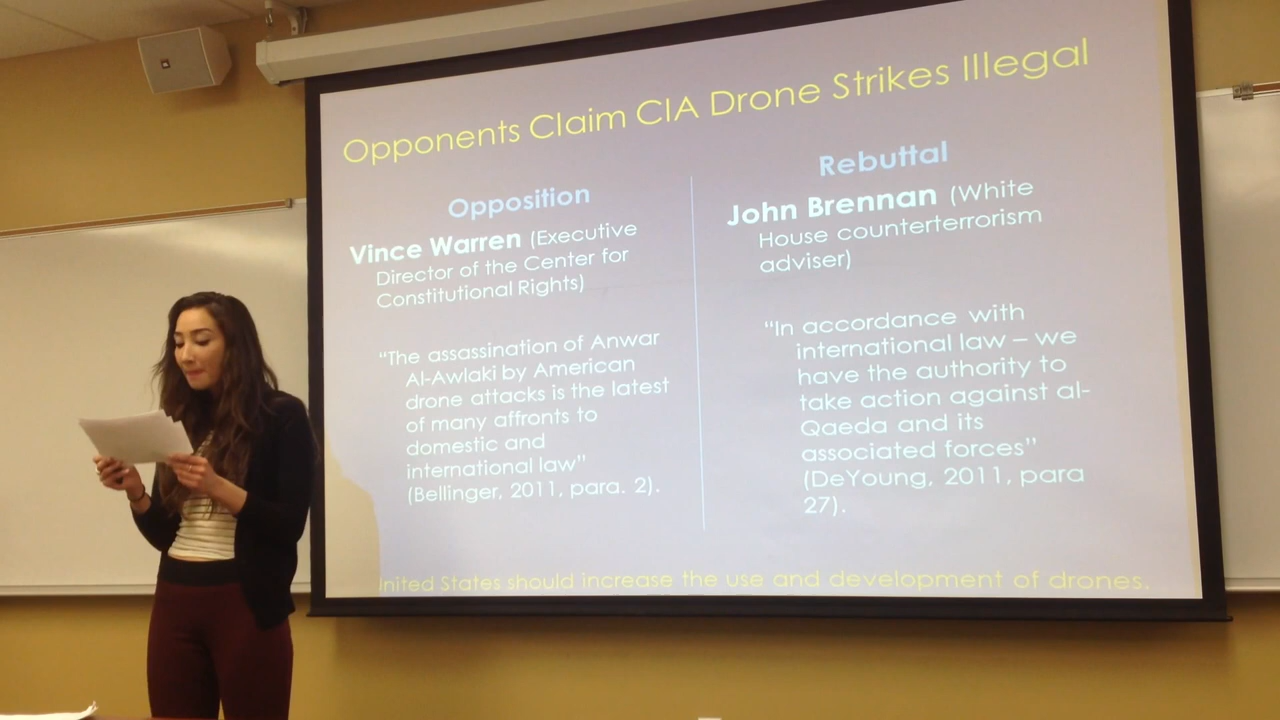 Opponents Claim CIA Drone Strikes Illegal
Opposition
Vince Warren (Executive
Director of the Center for
Constitutional Rights)
“The assassination of Anwar
Al-Awlaki by American
drone attacks is the latest
of many affronts to
domestic and
international law”
(Bellinger, 2011, para. 2).
Rebuttal
John Brennan (White
House counterterrorism
adviser)
“In accordance with
international law – we
have the authority to
take action against al-
Qaeda and its
associated forces”
(DeYoung, 2011, para
27).
United States should increase the use and development of drones.